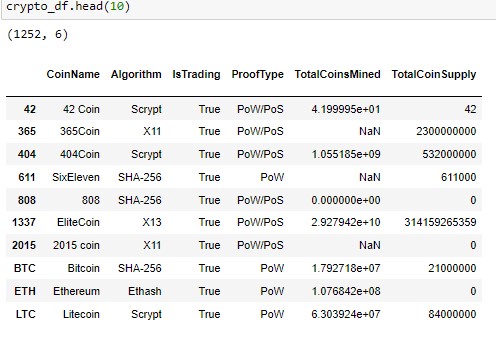 crypto_df.head(10)
(1252, 6)
CoinName Algorithm IsTrading ProofType TotalCoinsMined TotalCoinSupply
42 42 Coin Scrypt True PoW/PoS 4.199995e+01 42
365 365Coin X11 True PoW/PoS NaN 2300000000
404 404Coin Scrypt True PoW/PoS 1.055185e+09 532000000
611 SixEleven SHA-256 True PoW NaN 611000
808 808 SHA-256 True PoW/PoS 0.000000e+00 0
1337 EliteCoin X13 True PoW/PoS 2.927942e+10 314159265359
2015 2015 coin X11 True PoW/PoS NaN 0
BTC Bitcoin SHA-256 True PoW 1.792718e+07 21000000
ETH Ethereum Ethash True PoW 1.076842e+08 0
LTC Litecoin Scrypt True PoW 6.303924e+07 84000000